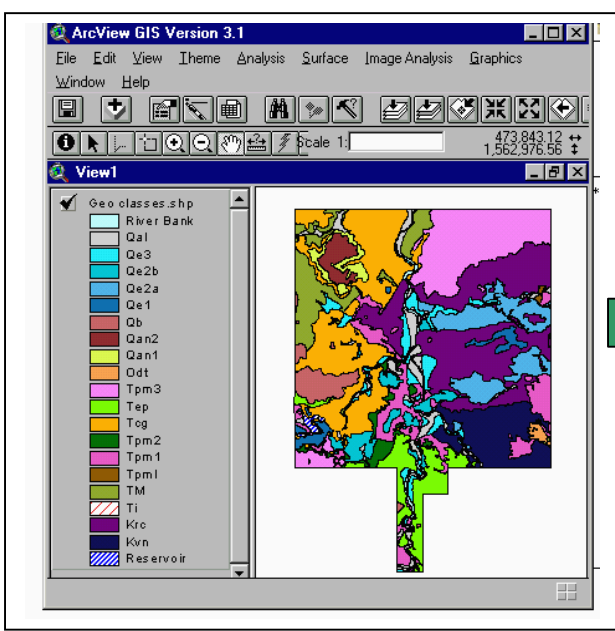 ArcView GIS Version 3.1
File Edit View Theme Analysis Surface Image Analysis Graphics
Window Help
Scale 1:
473,843.12
1,562,976.56
View1
Geo classes.shp
River Bank
Qal
Qe3
Qe2b
Qe2a
Qe1
Qb
Qan2
Qan1
Odt
Tpm3
Tep
Tcg
Tpm2
Tpm1
Tpml
TM
Ti
Krc
Kvn
Reservoir
*